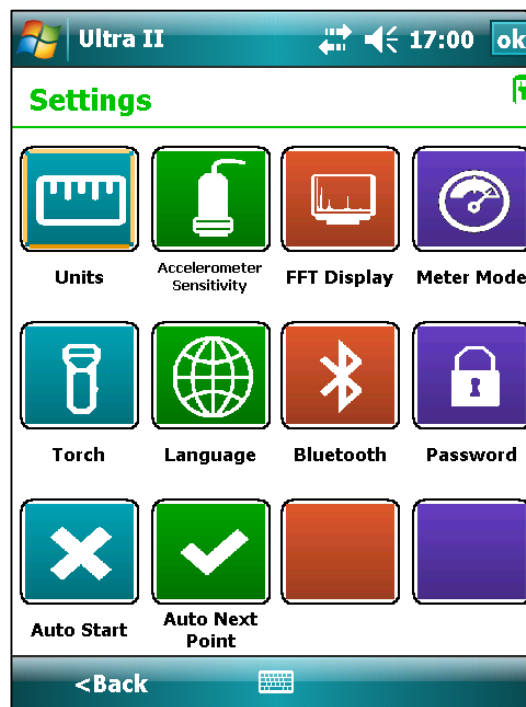 Ultra II 17:00 ok
Settings
Units Accelerometer Sensitivity FFT Display Meter Mode
Torch Language Bluetooth Password
Auto Start Auto Next Point
<Back